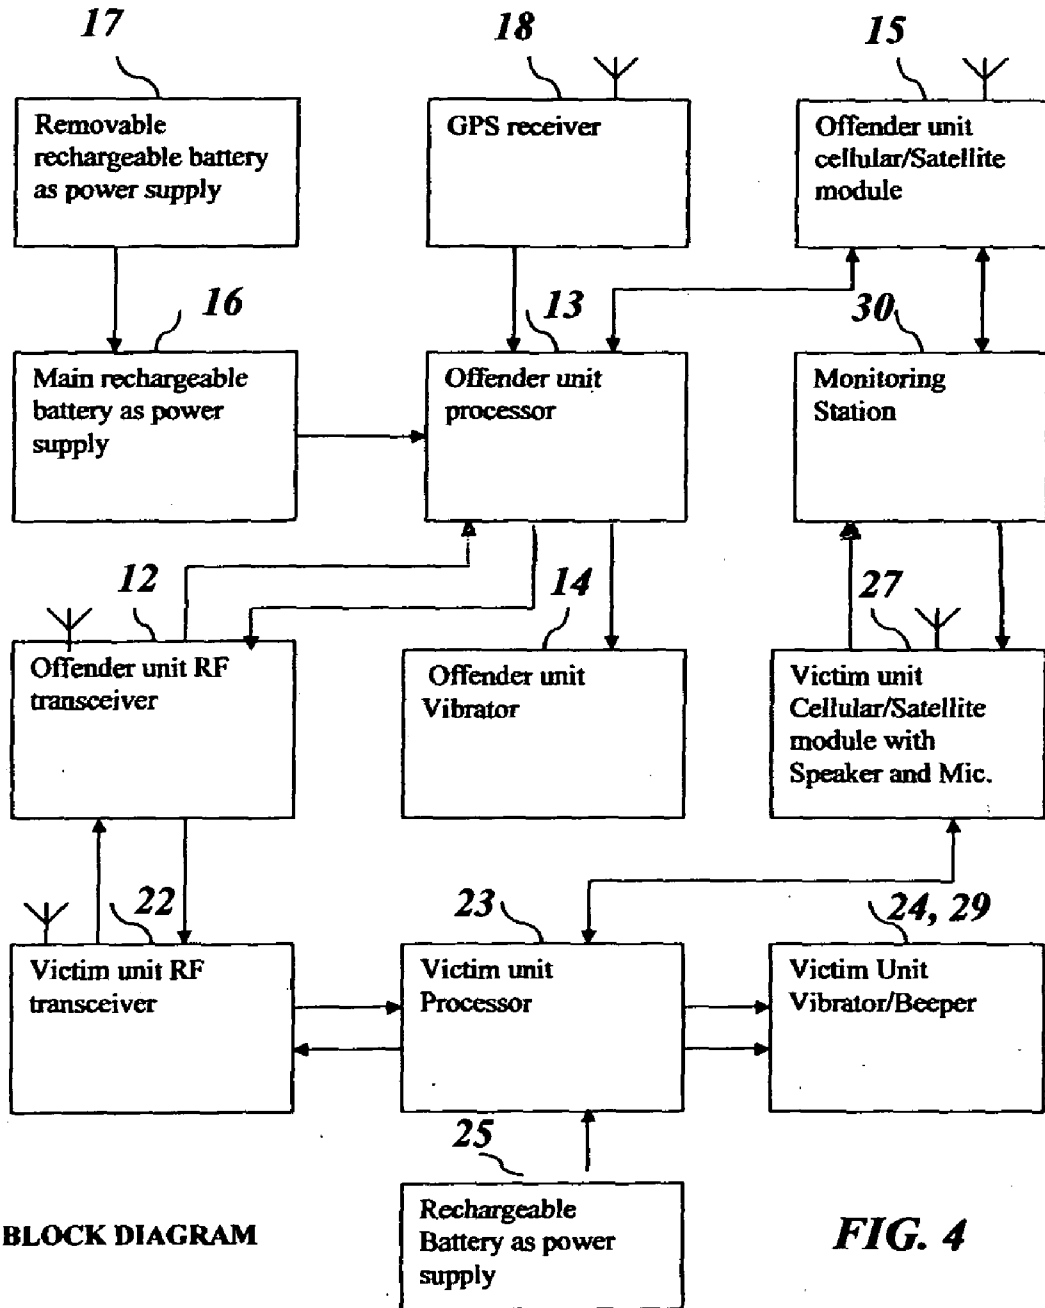 17
18
15
Removable
rechargeable battery
as power supply
GPS receiver
Offender unit
cellular/Satellite
module
16
13
30
Main rechargeable
battery as power
supply
Offender unit
processor
Monitoring
Station
12
14
27
Offender unit RF
transceiver
Offender unit
Vibrator
Victim unit
Cellular/Satellite
module with
Speaker and Mic.
22
23
24, 29
Victim unit RF
transceiver
Victim unit
Processor
Victim Unit
Vibrator/Beeper
25
Rechargeable
Battery as power
supply
BLOCK DIAGRAM
FIG. 4